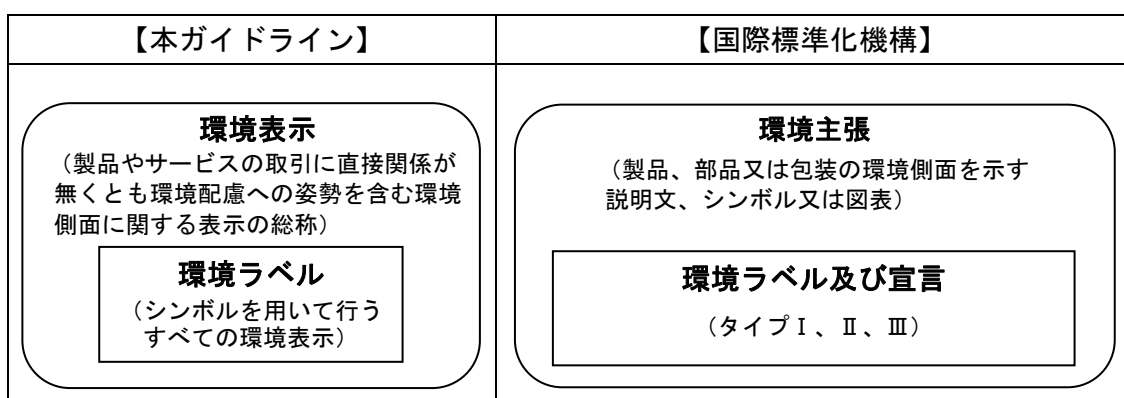 【本ガイドライン】
【国際標準化機構】
環境表示
（製品やサービスの取引に直接関係が
無くとも環境配慮への姿勢を含む環境
側面に関する表示の総称）
環境ラベル
（シンボルを用いて行う
すべての環境表示）
環境主張
（製品、部品又は包装の環境側面を示す
説明文、シンボル又は図表）
環境ラベル及び宣言
（タイプⅠ、Ⅱ、Ⅲ）